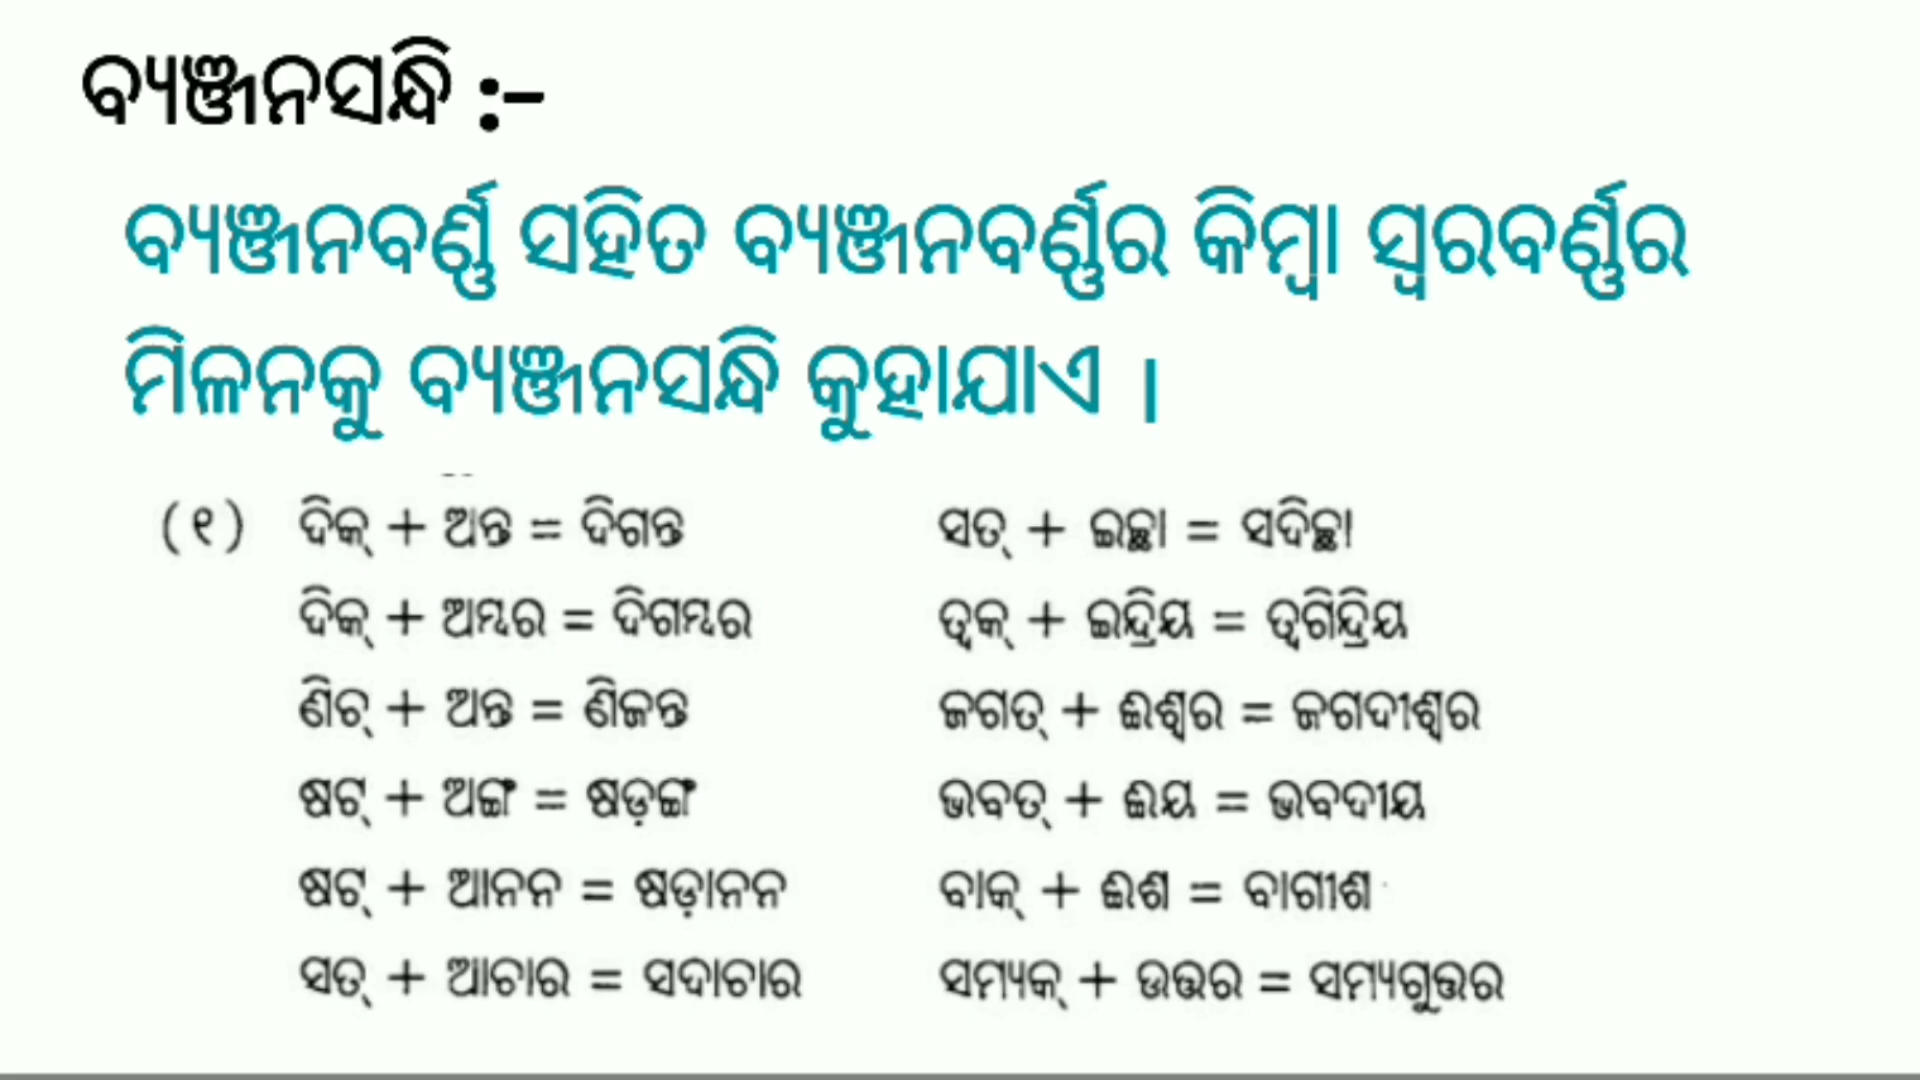 ବ୍ୟଞ୍ଜନସନ୍ଧି :–
ବ୍ୟଞ୍ଜନବର୍ଣ୍ଣ ସହିତ ବ୍ୟଞ୍ଜନବର୍ଣ୍ଣର କିମ୍ବା ସ୍ୱରବର୍ଣ୍ଣର
ମିଳନକୁ ବ୍ୟଞ୍ଜନସନ୍ଧି କୁହାଯାଏ ।
(୧) ଦିକ୍ + ଅନ୍ତ = ଦିଗନ୍ତ ସତ୍ + ଇଚ୍ଛା = ସଦିଚ୍ଛା
ଦିକ୍ + ଅମ୍ଭର = ଦିଗମ୍ଭର ତ୍ୱକ୍ + ଇନ୍ଦ୍ରିୟ = ତ୍ୱଗିନ୍ଦ୍ରିୟ
ଣିଚ୍ + ଅନ୍ତ = ଣିଜନ୍ତ ଜଗତ୍ + ଈଶ୍ୱର = ଜଗଦୀଶ୍ୱର
ଷଟ୍ + ଅଙ୍ଗ = ଷଡ଼ଙ୍ଗ ଭବତ୍ + ଈୟ = ଭବଦୀୟ
ଷଟ୍ + ଆନନ = ଷଡ଼ାନନ ବାକ୍ + ଈଶ = ବାଗୀଶ
ସତ୍ + ଆଚାର = ସଦାଚାର ସମ୍ୟକ୍ + ଉତ୍ତର = ସମ୍ୟଗୁତ୍ତର